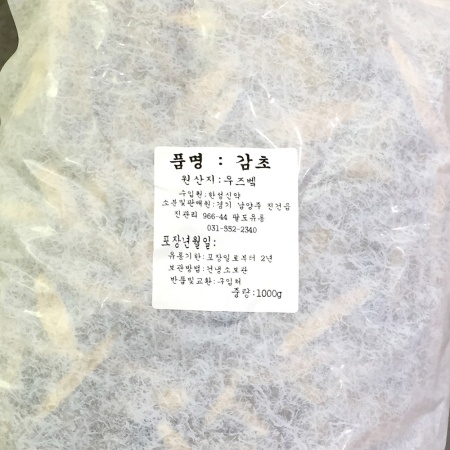 품명 : 감초
원산지:우즈벡
수입원:한성신약
소분및판매원:경기 남양주 진건읍
진관리 966-44 팔도유통
031-552-2340
포장년월일:
유통기한:포장일로부터 2년
보관방법:건냉소보관
반품및교환:구입처
중량:1000g